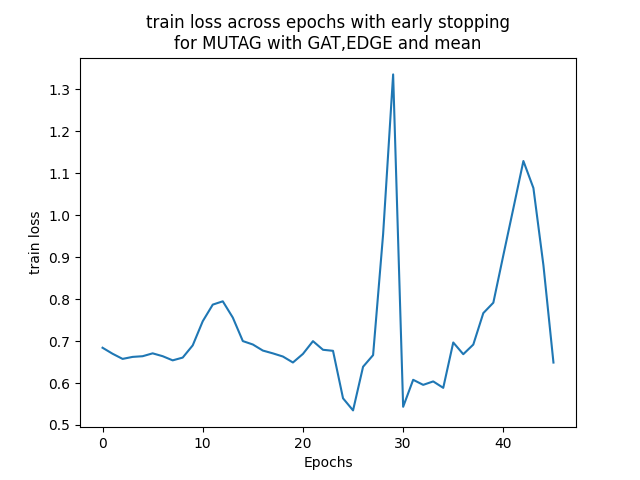 train loss across epochs with early stopping
for MUTAG with GAT,EDGE and mean
1.3
1.2
1.1
1.0
0.9
0.8
0.7
0.6
0.5
train loss
0 10 20 30 40
Epochs